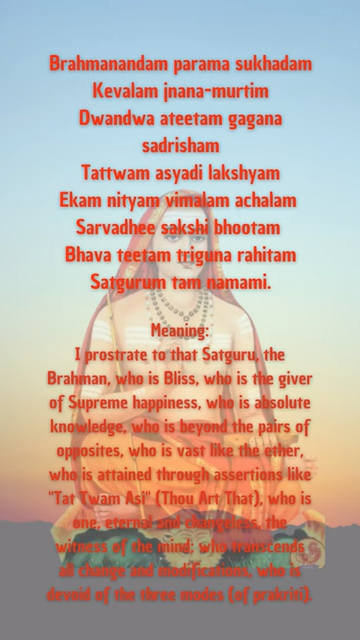 Brahmanandam parama sukhadam
Kevalam jnana-murtim
Dwandwa ateetam gagana
sadrisham
Tattwam asyadi lakshyam
Ekam nityam vimalam achalam
Sarvadhee sakshi bhootam
Bhava teetam triguna rahitam
Satgurum tam namami.
Meaning:
I prostrate to that Satguru, the
Brahman, who is Bliss, who is the giver
of Supreme happiness, who is absolute
knowledge, who is beyond the pairs of
opposites, who is vast like the ether,
who is attained through assertions like
"Tat Twam Asi" (Thou Art That), who is
one, eternal and changeless, the
witness of the mind; who transcends
all change and modifications, who is
devoid of the three modes (of prakriti).